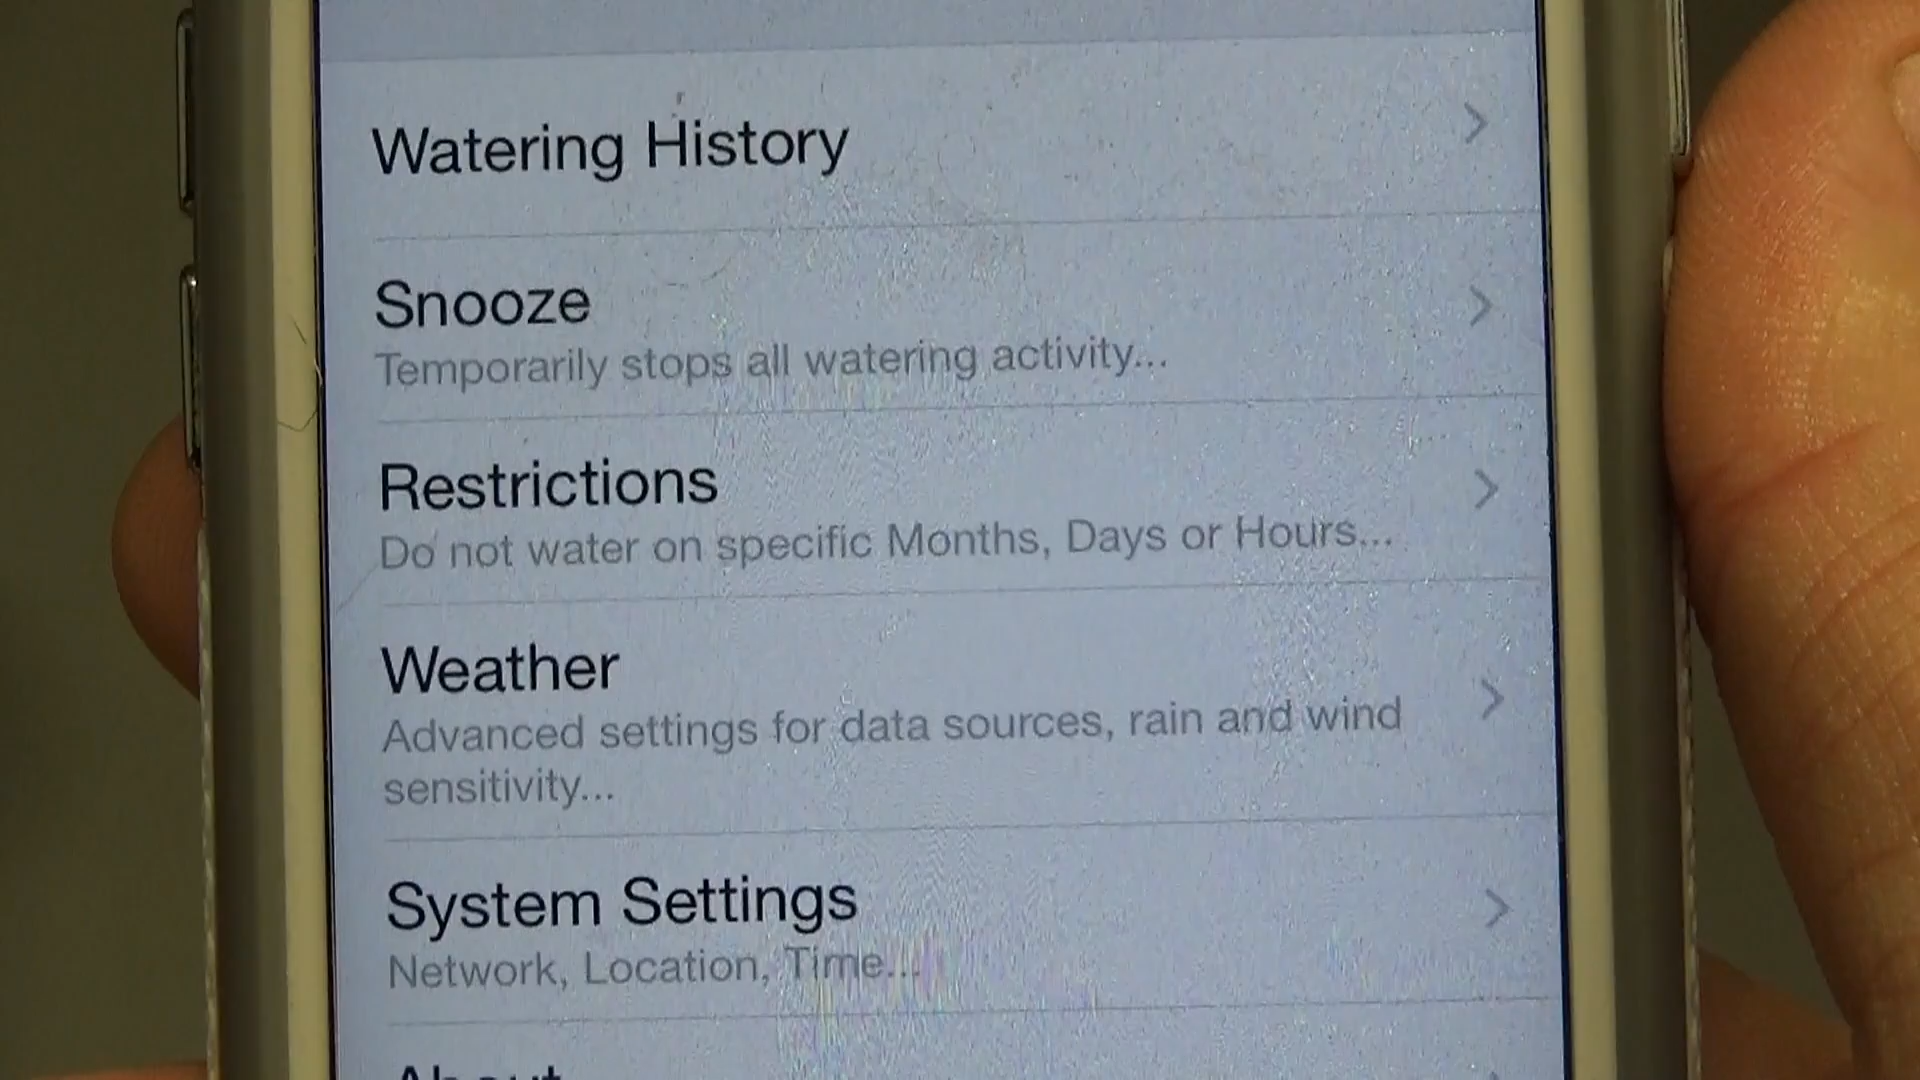 Watering History
Snooze
Temporarily stops all watering activity...
Restrictions
Do not water on specific Months, Days or Hours...
Weather
Advanced settings for data sources, rain and wind
sensitivity...
System Settings
Network, Location, Time...
About